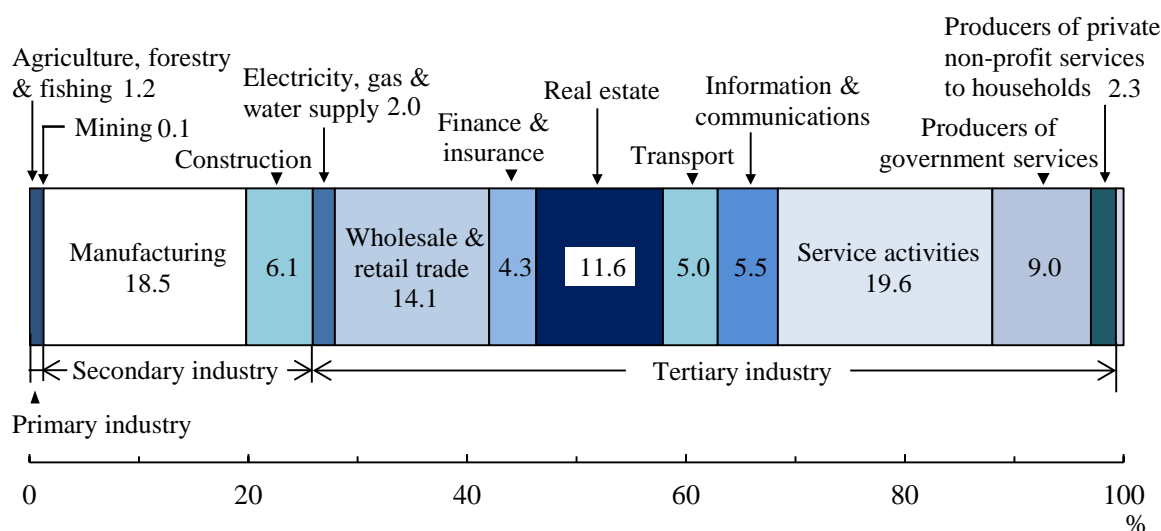 Agriculture, forestry
& fishing 1.2
Mining 0.1
Construction
Electricity, gas &
water supply 2.0
Finance &
insurance
Real estate
Transport
Information &
communications
Producers of private
non-profit services
to households 2.3
Producers of
government services
Manufacturing
18.5
6.1
Wholesale &
retail trade
14.1
4.3
11.6
5.0
5.5
Service activities
19.6
9.0
Secondary industry
Tertiary industry
Primary industry
0
20
40
60
80
100
%